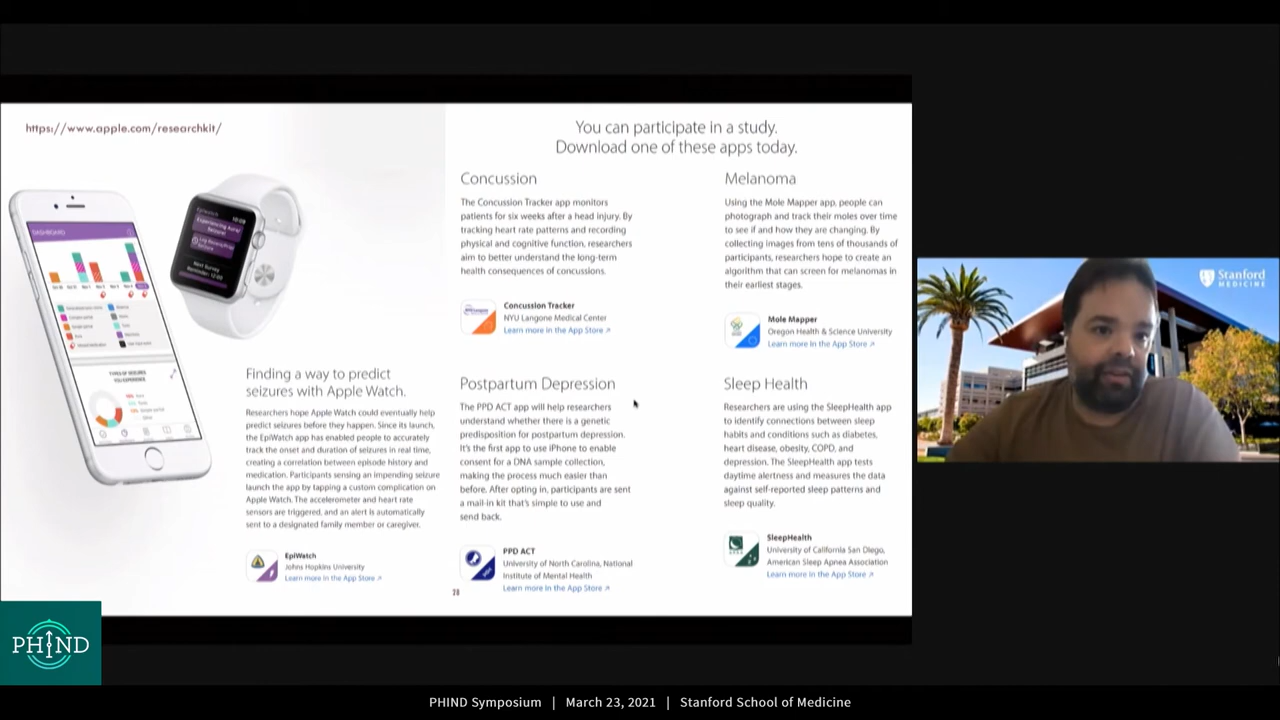 https://www.apple.com/researchkit/
You can participate in a study.
Download one of these apps today.
DASHBOARD
Finding a way to predict
seizures with Apple Watch.
Researchers hope Apple Watch could eventually help
predict seizures before they happen. Since its launch,
the EpiWatch app has enabled people to accurately
track the onset and duration of seizures in real time,
creating a correlation between episode history and
medication. Participants sensing an impending seizure
launch the app by tapping a custom complication on
Apple Watch. The accelerometer and heart rate
sensors are triggered, and an alert is automatically
sent to a designated family member or caregiver.
EpiWatch
Johns Hopkins University
Learn more in the App Store ↗
Concussion
The Concussion Tracker app monitors
patients for six weeks after a head injury. By
tracking heart rate patterns and recording
physical and cognitive function, researchers
aim to better understand the long-term
health consequences of concussions.
Concussion Tracker
NYU Langone Medical Center
Learn more in the App Store ↗
Melanoma
Using the Mole Mapper app, people can
photograph and track their moles over time
to see if and how they are changing. By
collecting images from tens of thousands of
participants, researchers hope to create an
algorithm that can screen for melanomas in
their earliest stages.
Mole Mapper
Oregon Health & Science University
Learn more in the App Store ↗
Postpartum Depression
The PPD ACT app will help researchers
understand whether there is a genetic
predisposition for postpartum depression.
It's the first app to use iPhone to enable
consent for a DNA sample collection,
making the process much easier than
before. After opting in, participants are sent
a mail-in kit that's simple to use and
send back.
PPD ACT
University of North Carolina, National
Institute of Mental Health
Learn more in the App Store ↗
Sleep Health
Researchers are using the SleepHealth app
to identify connections between sleep
habits and conditions such as diabetes,
heart disease, obesity, COPD, and
depression. The SleepHealth app tests
daytime alertness and measures the data
against self-reported sleep patterns and
sleep quality.
SleepHealth
University of California San Diego,
American Sleep Apnea Association
Learn more in the App Store ↗
28
Stanford
MEDICINE
PHIND
PHIND Symposium | March 23, 2021 | Stanford School of Medicine